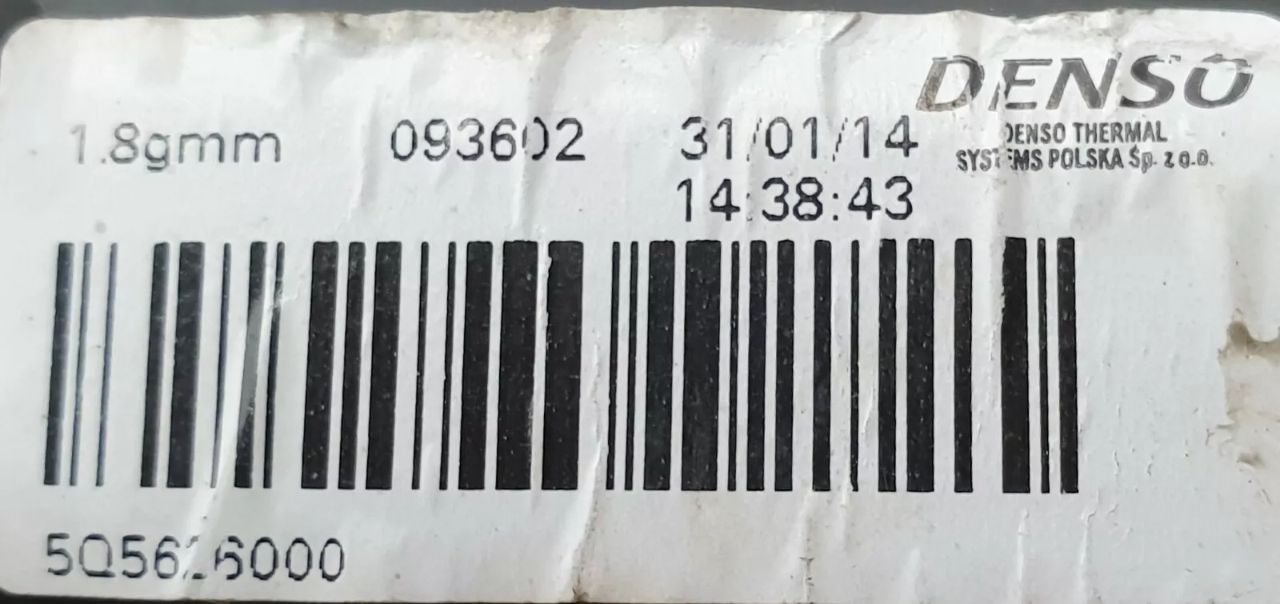 DENSO
1.8gmm 093602 31/01/14
DENSO THERMAL
SYSTEMS POLSKA Sp. z o.o.
14:38:43